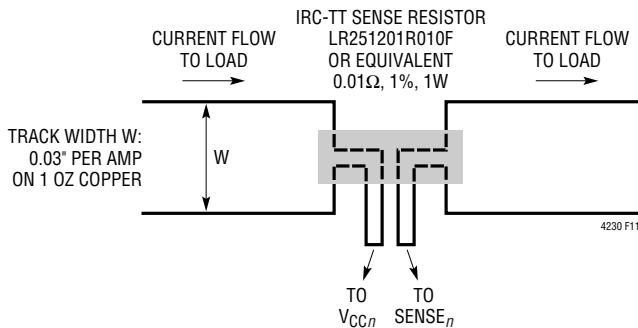 IRC-TT SENSE RESISTOR
LR251201R010F
OR EQUIVALENT
0.01Ω, 1%, 1W
CURRENT FLOW
TO LOAD
CURRENT FLOW
TO LOAD
TRACK WIDTH W:
0.03" PER AMP
ON 1 OZ COPPER
W
4230 F11
TO
VCCn
TO
SENSEn